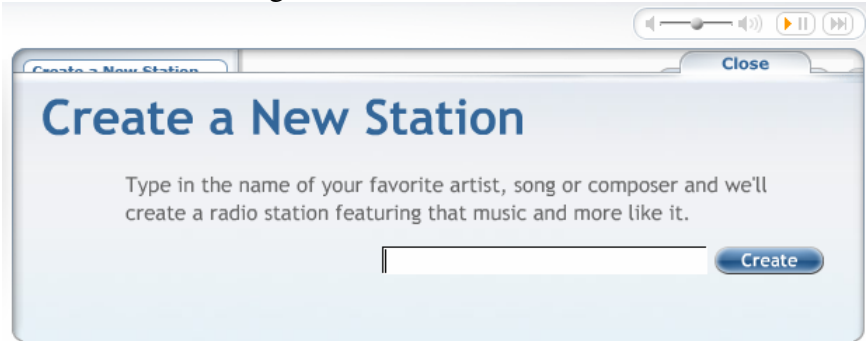 Create a New Station
Close
Create a New Station
Type in the name of your favorite artist, song or composer and we'll
create a radio station featuring that music and more like it.
Create